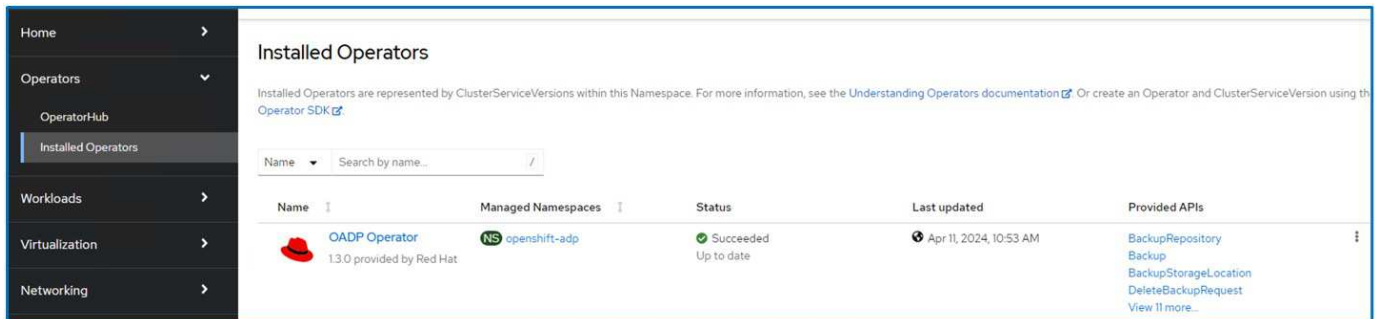 Home
Operators
OperatorHub
Installed Operators
Workloads
Virtualization
Networking
Installed Operators
Installed Operators are represented by ClusterServiceVersions within this Namespace. For more information, see the Understanding Operators documentation. Or create an Operator and ClusterServiceVersion using th
Operator SDK.
Name Search by name... /
Name Managed Namespaces Status Last updated Provided APIs
OADP Operator NS openshift-adp Succeeded Apr 11, 2024, 10:53 AM BackupRepository
1.3.0 provided by Red Hat Up to date Backup
BackupStorageLocation
DeleteBackupRequest
View 11 more...